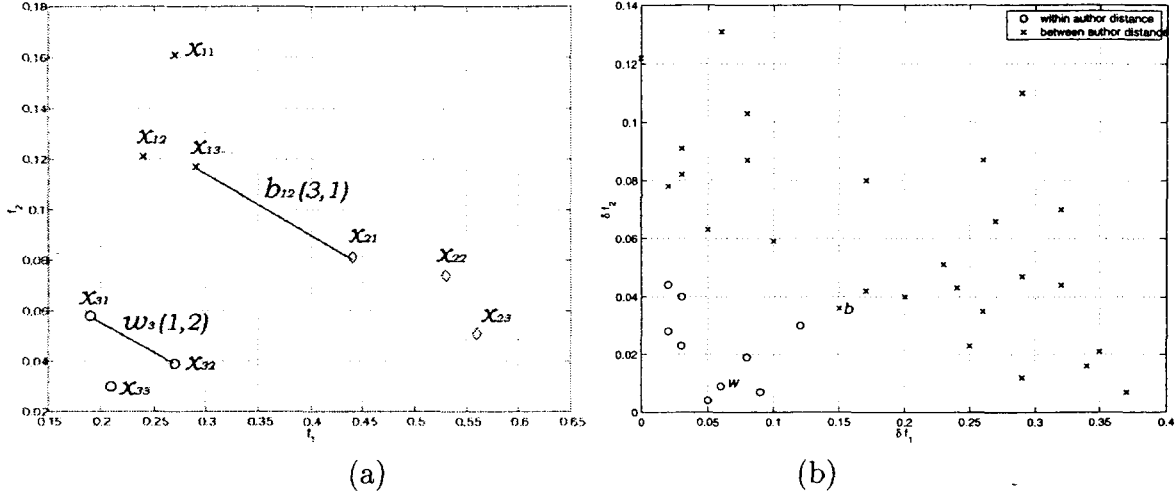 0.18
0.16
0.14
0.12
0.1
0.08
0.06
0.04
0.02
f₂
x₁₁
x₁₂
x₁₃
b₁₂(3,1)
x₂₁
x₂₂
x₂₃
x₃₁
w₃(1,2)
x₃₂
x₃₃
0.15 0.2 0.25 0.3 0.35 0.4 0.45 0.5 0.55 0.6 0.65
f₁
(a)
0.14
0.12
0.1
0.08
0.06
0.04
0.02
0
δ f₂
within author distance
between author distance
b
w
0 0.05 0.1 0.15 0.2 0.25 0.3 0.35 0.4
δ f₁
(b)